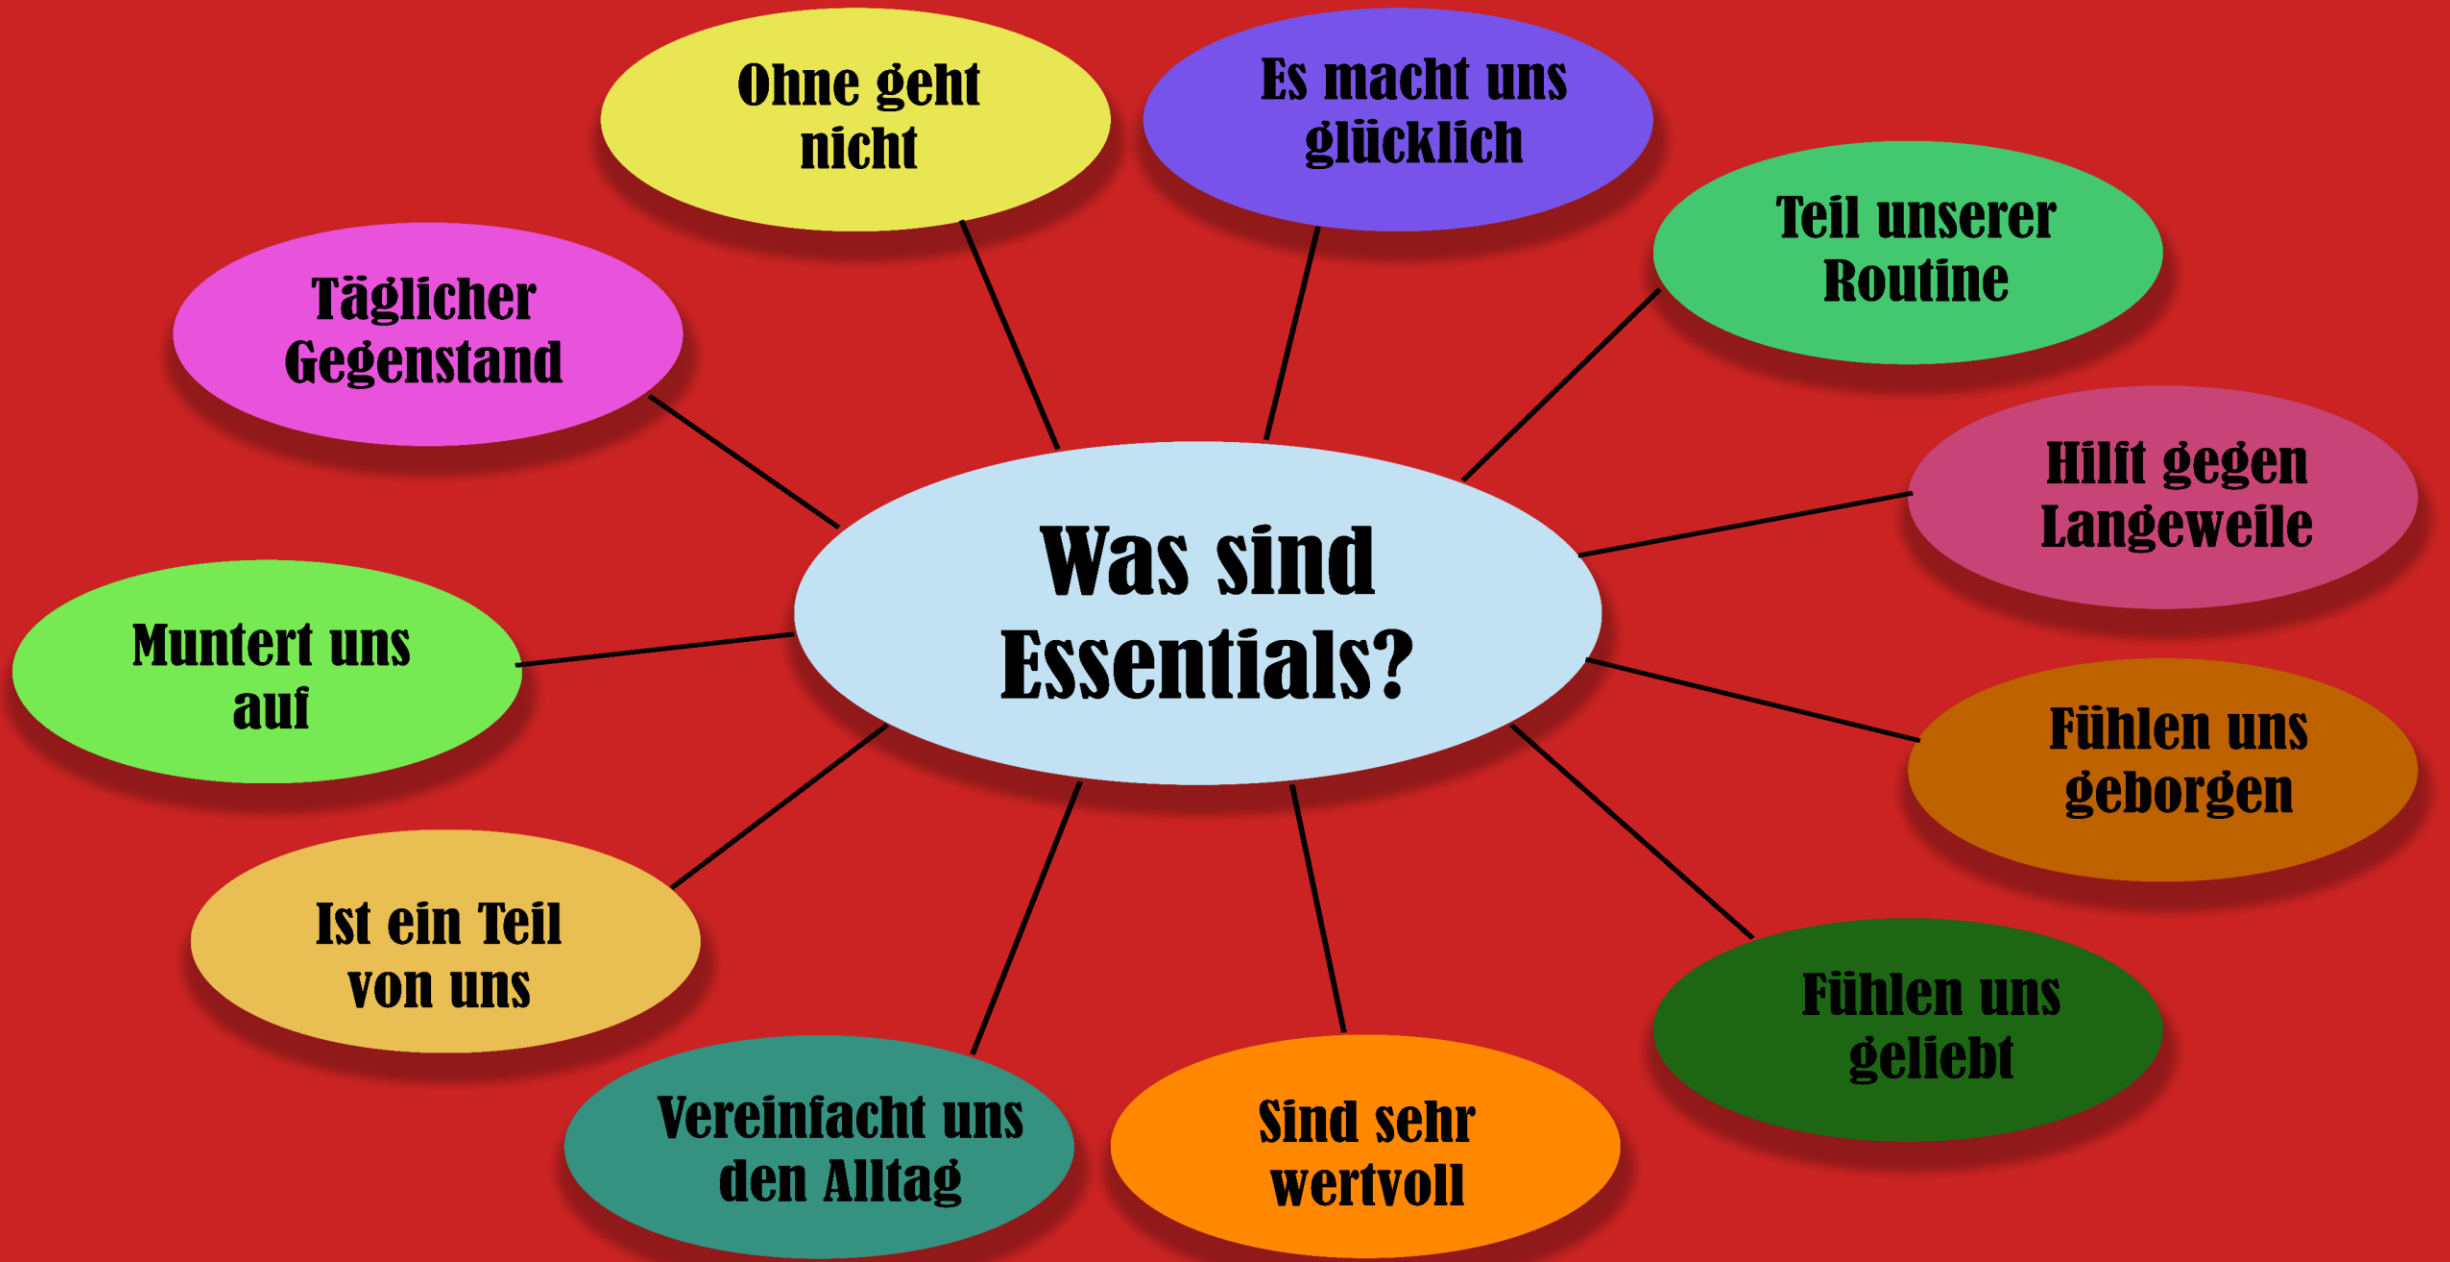 Ohne geht
nicht
Es macht uns
glücklich
Teil unserer
Routine
Täglicher
Gegenstand
Hilft gegen
Langeweile
Was sind
Essentials?
Muntert uns
auf
Fühlen uns
geborgen
Ist ein Teil
von uns
Fühlen uns
geliebt
Vereinfacht uns
den Alltag
Sind sehr
wertvoll